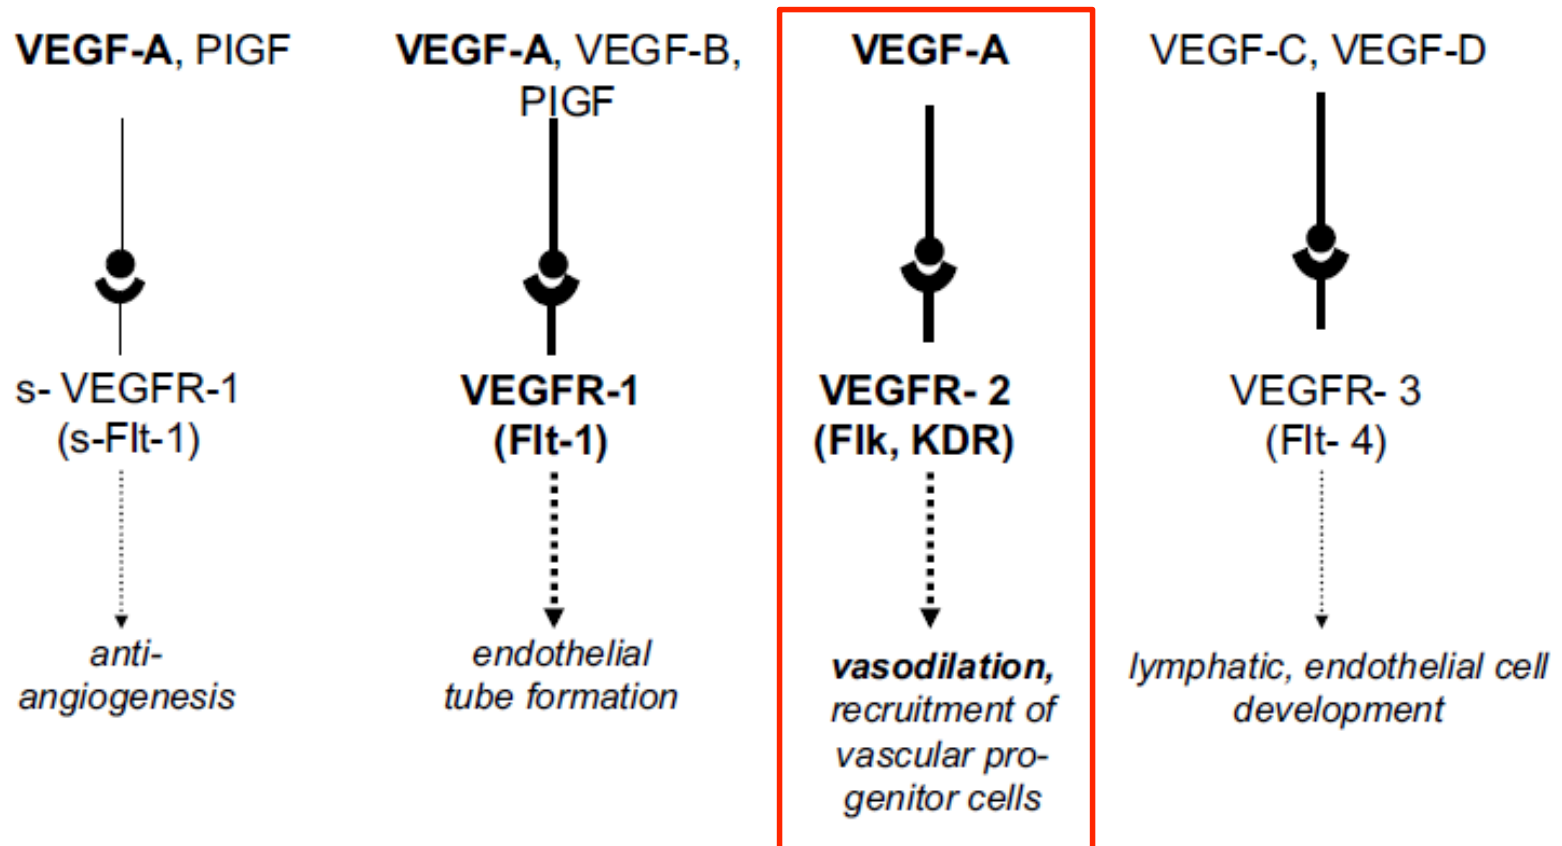 VEGF-A, PIGF
VEGF-A, VEGF-B,
PIGF
VEGF-A
VEGF-C, VEGF-D
s- VEGFR-1
(s-Flt-1)
VEGFR-1
(Flt-1)
VEGFR- 2
(Flk, KDR)
VEGFR- 3
(Flt- 4)
anti-
angiogenesis
endothelial
tube formation
vasodilation,
recruitment of
vascular pro-
genitor cells
lymphatic, endothelial cell
development